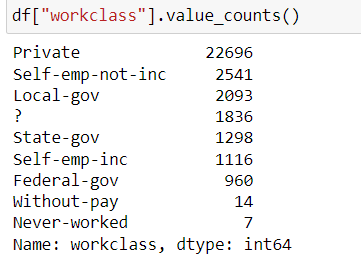 df["workclass"].value_counts()
Private 22696
Self-emp-not-inc 2541
Local-gov 2093
? 1836
State-gov 1298
Self-emp-inc 1116
Federal-gov 960
Without-pay 14
Never-worked 7
Name: workclass, dtype: int64